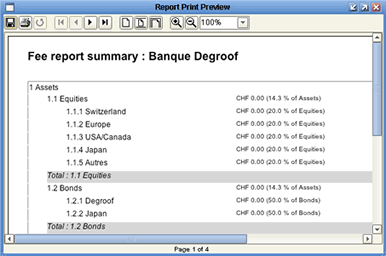 Report Print Preview
100%
Fee report summary : Banque Degroof
1 Assets
1.1 Equities CHF 0.00 (14.3 % of Assets)
1.1.1 Switzerland CHF 0.00 (20.0 % of Equities)
1.1.2 Europe CHF 0.00 (20.0 % of Equities)
1.1.3 USA/Canada CHF 0.00 (20.0 % of Equities)
1.1.4 Japan CHF 0.00 (20.0 % of Equities)
1.1.5 Autres CHF 0.00 (20.0 % of Equities)
Total : 1.1 Equities
1.2 Bonds CHF 0.00 (14.3 % of Assets)
1.2.1 Degroof CHF 0.00 (50.0 % of Bonds)
1.2.2 Japan CHF 0.00 (50.0 % of Bonds)
Total : 1.2 Bonds
Page 1 of 4